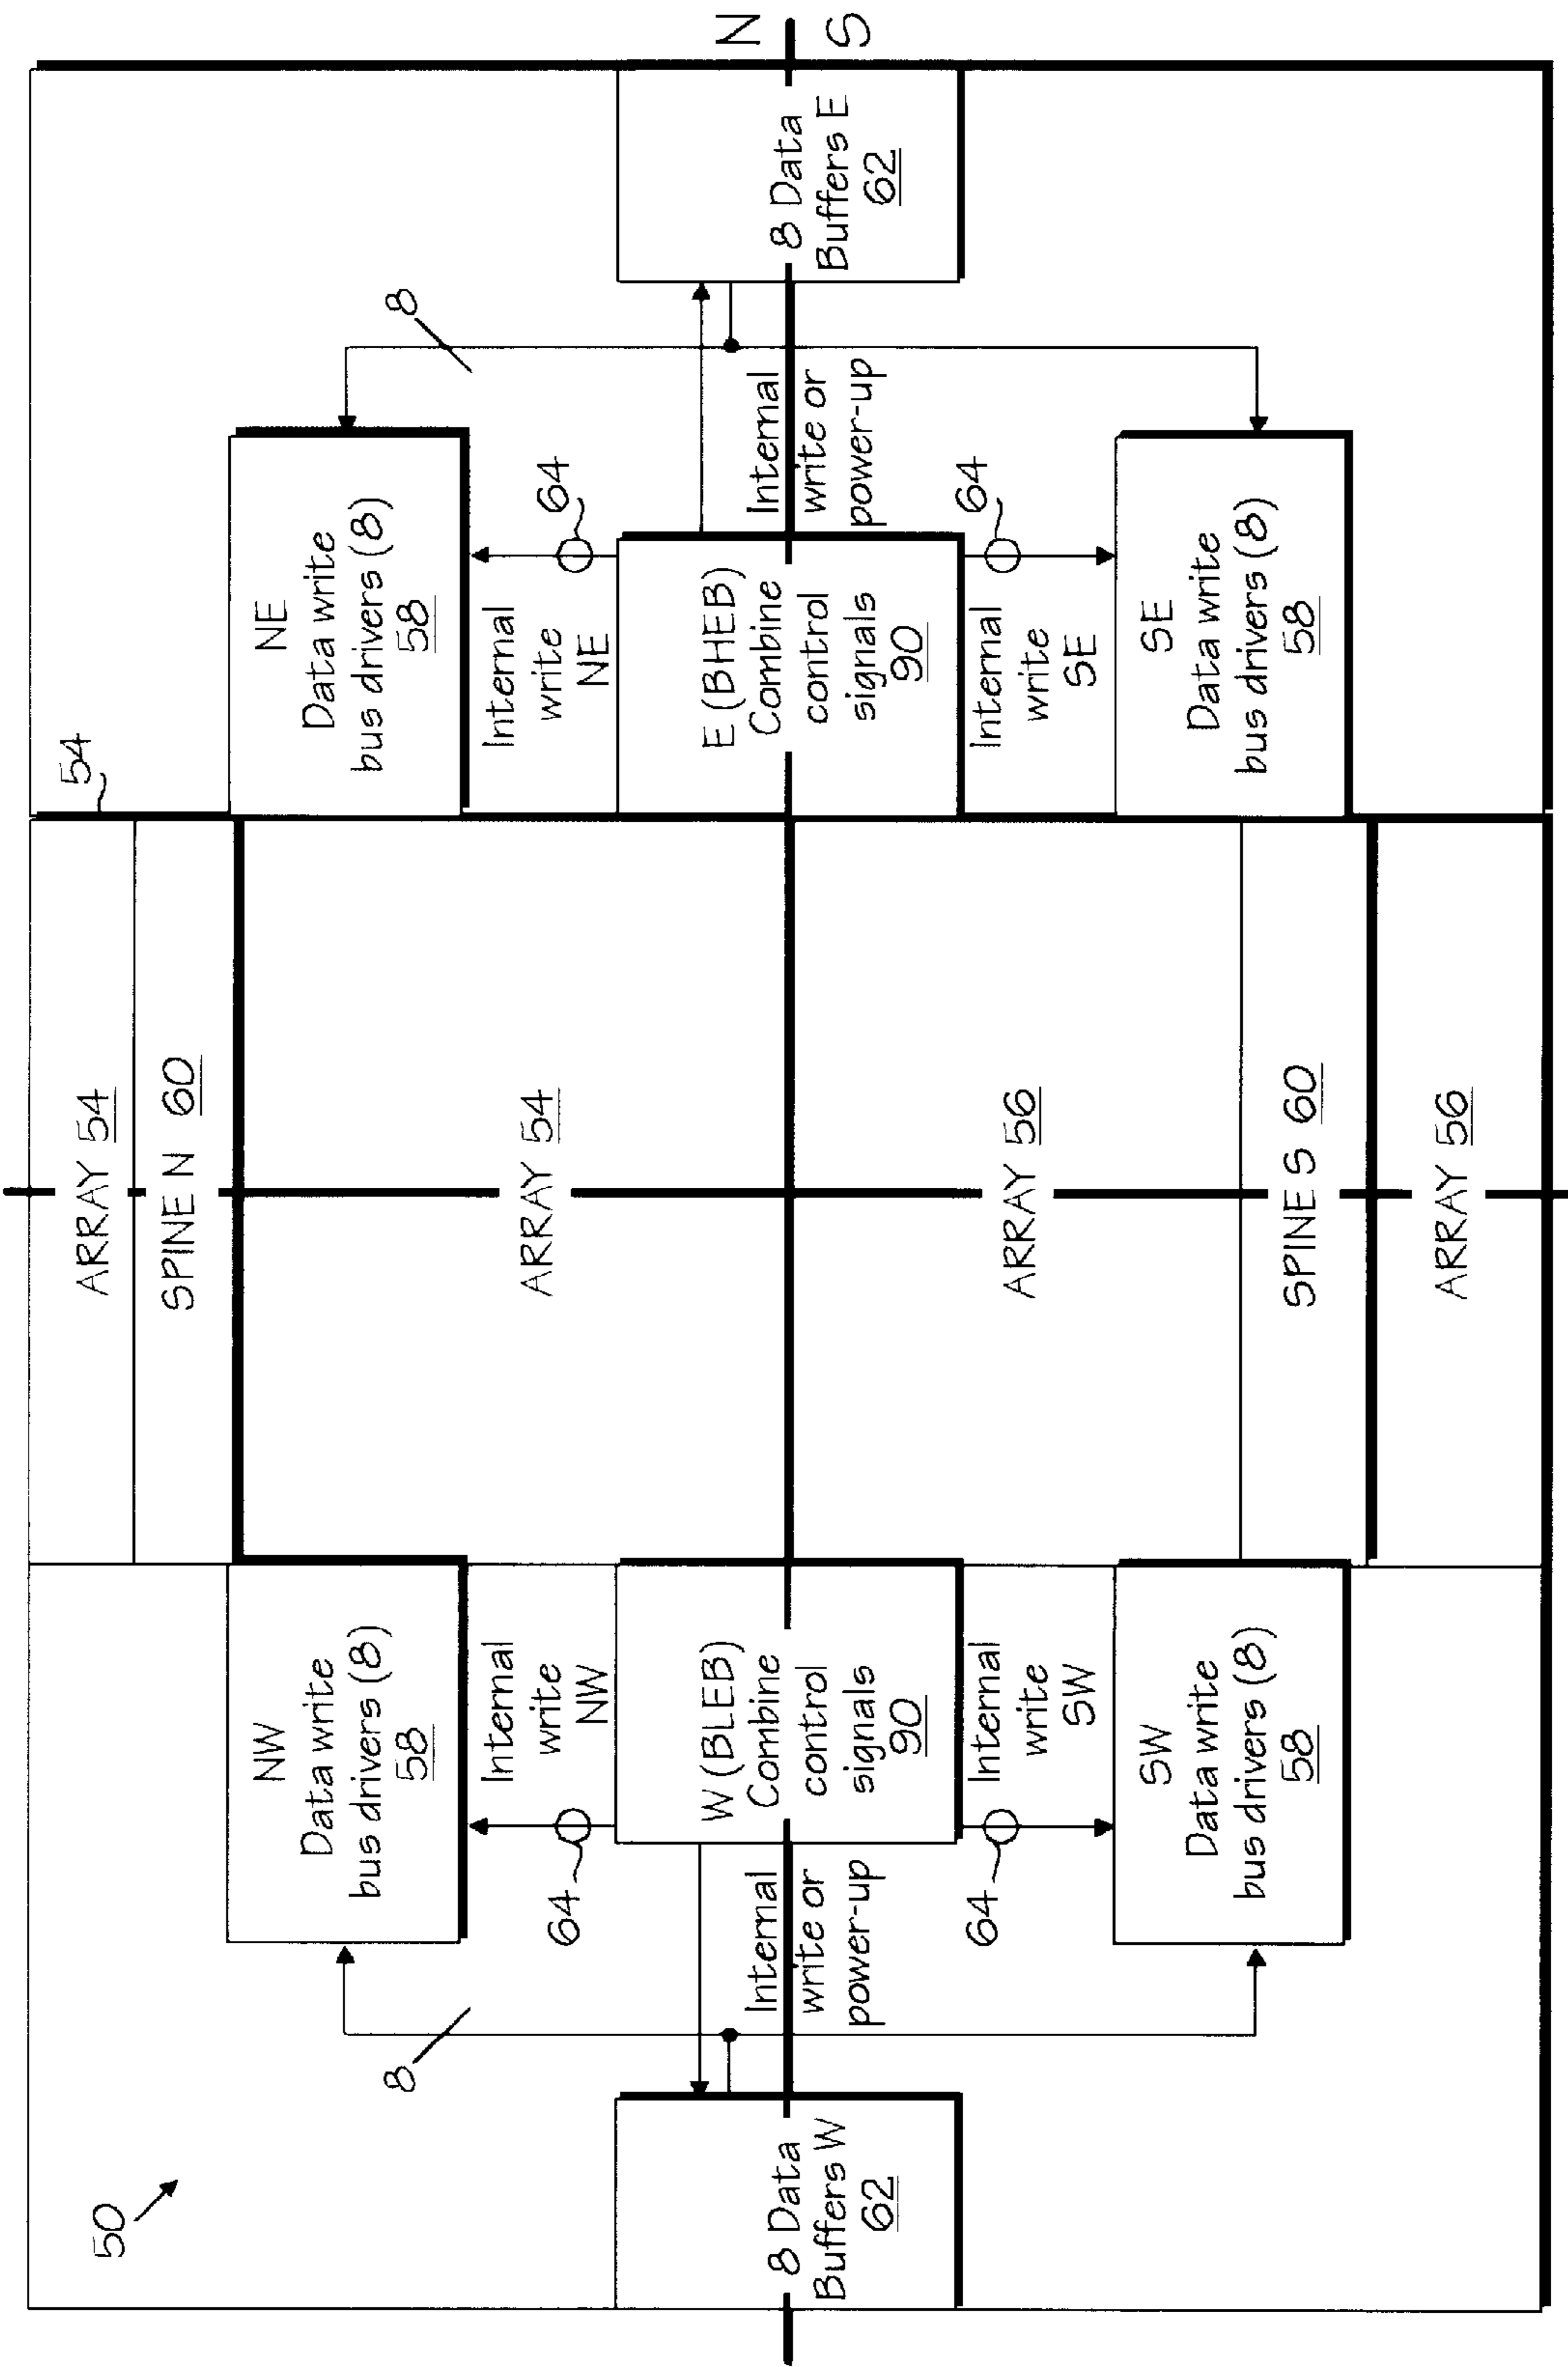 50
8 Data
Buffers W
62
8
Internal
write or
power-up
NW
Data write
bus drivers (8)
58
64
Internal
write
NW
W (BLEB)
Combine
control
signals
90
64
Internal
write
SW
SW
Data write
bus drivers (8)
58
ARRAY 54
SPINE N 60
ARRAY 54
ARRAY 56
SPINE S 60
ARRAY 56
54
NE
Data write
bus drivers (8)
58
Internal
write
NE
64
E (BHEB)
Combine
control
signals
90
Internal
write
SE
64
SE
Data write
bus drivers (8)
58
8
Internal
write or
power-up
8 Data
Buffers E
62
N
S